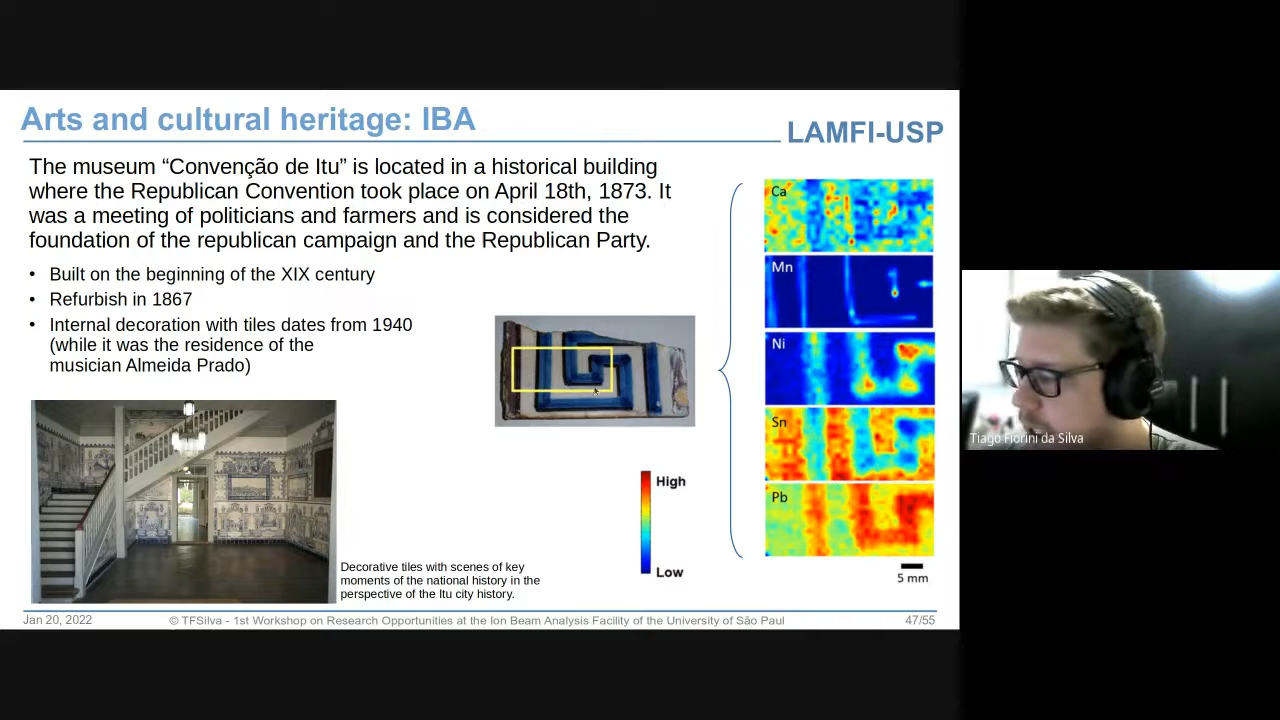 Arts and cultural heritage: IBA
LAMFI-USP
The museum “Convenção de Itu” is located in a historical building
where the Republican Convention took place on April 18th, 1873. It
was a meeting of politicians and farmers and is considered the
foundation of the republican campaign and the Republican Party.
• Built on the beginning of the XIX century
• Refurbish in 1867
• Internal decoration with tiles dates from 1940
(while it was the residence of the
musician Almeida Prado)
Decorative tiles with scenes of key
moments of the national history in the
perspective of the Itu city history.
High
Low
Ca
Mn
Ni
Sn
Pb
5 mm
Jan 20, 2022
© TFSilva - 1st Workshop on Research Opportunities at the Ion Beam Analysis Facility of the University of São Paul
47/55
Tiago Fiorini da Silva